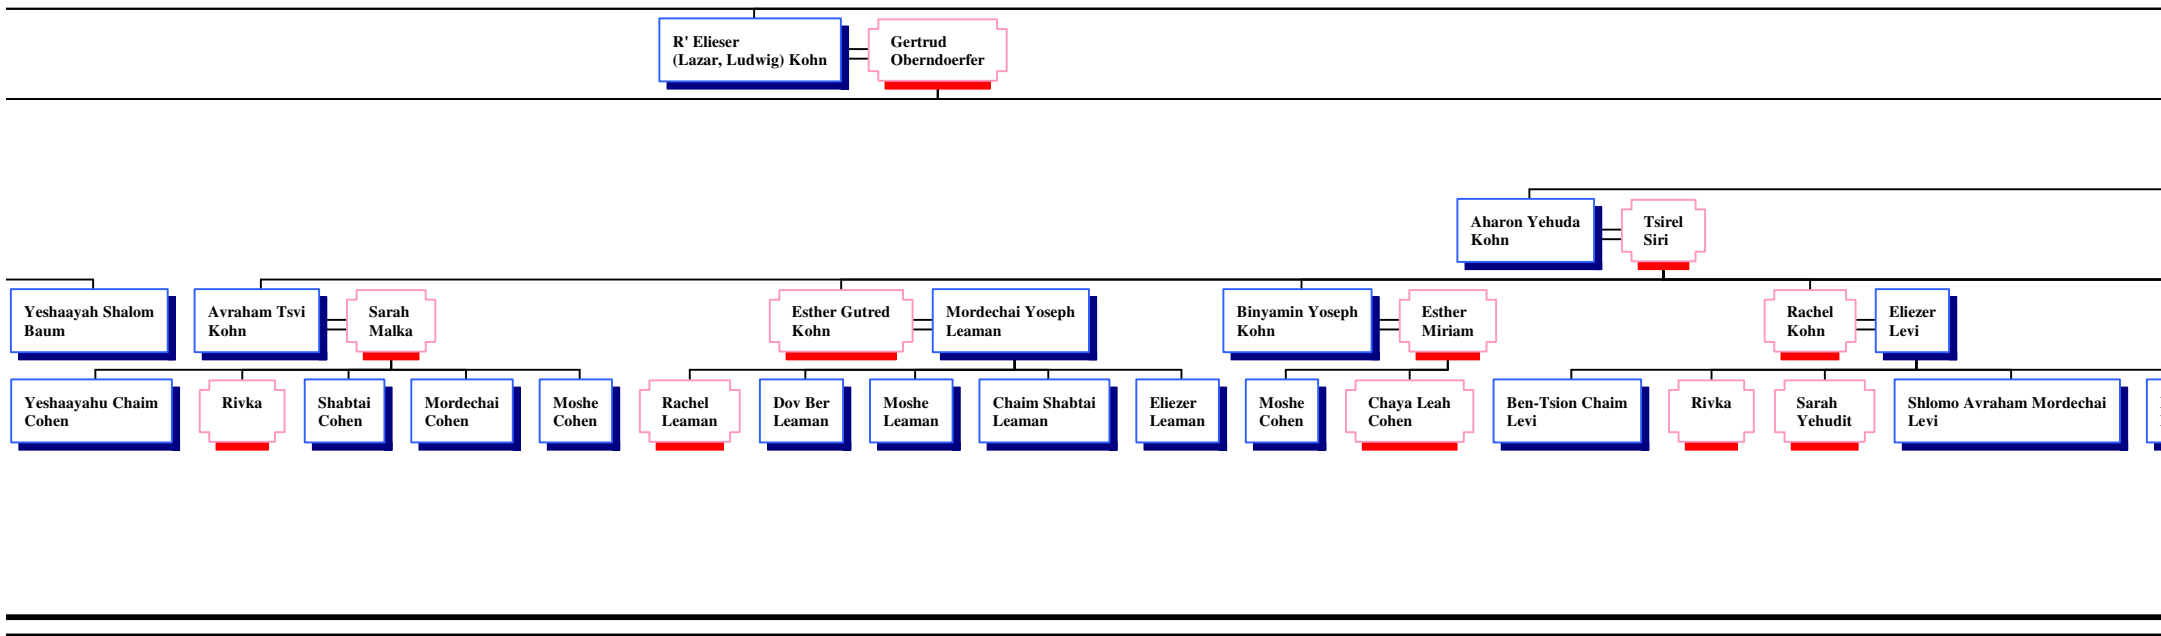 R' Elieser
(Lazar, Ludwig) Kohn
Gertrud
Oberndoerfer
Aharon Yehuda
Kohn
Tsirel
Siri
Yeshaayah Shalom
Baum
Avraham Tsvi
Kohn
Sarah
Malka
Esther Gutred
Kohn
Mordechai Yoseph
Leaman
Binyamin Yoseph
Kohn
Esther
Miriam
Rachel
Kohn
Eliezer
Levi
Yeshaayahu Chaim
Cohen
Rivka
Shabtai
Cohen
Mordechai
Cohen
Moshe
Cohen
Rachel
Leaman
Dov Ber
Leaman
Moshe
Leaman
Chaim Shabtai
Leaman
Eliezer
Leaman
Moshe
Cohen
Chaya Leah
Cohen
Ben-Tsion Chaim
Levi
Rivka
Sarah
Yehudit
Shlomo Avraham Mordechai
Levi